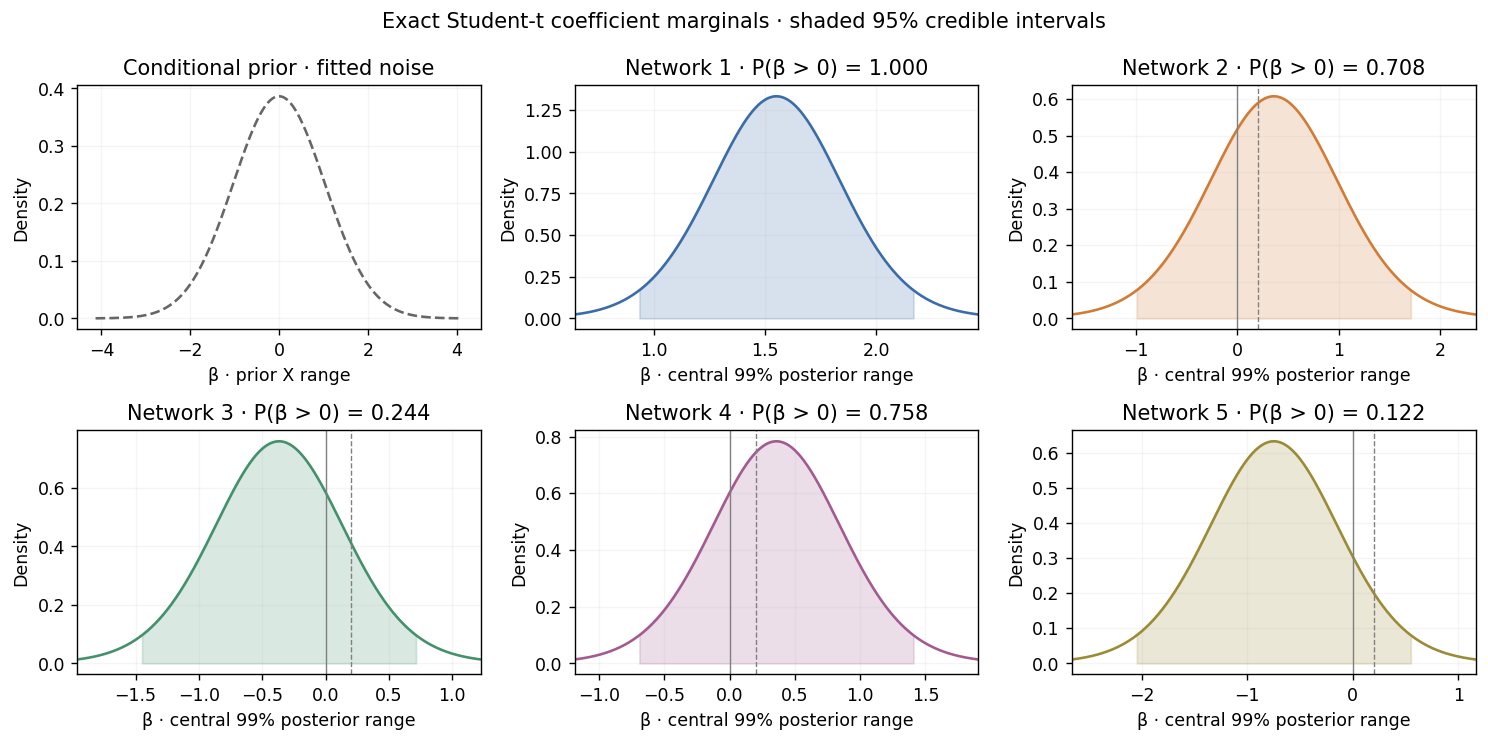 Exact Student-t coefficient marginals · shaded 95% credible intervals
Conditional prior · fitted noise
0.4
0.3
0.2
0.1
0.0
Density
−4 −2 0 2 4
β · prior X range
Network 1 · P(β > 0) = 1.000
1.25
1.00
0.75
0.50
0.25
0.00
Density
1.0 1.5 2.0
β · central 99% posterior range
Network 2 · P(β > 0) = 0.708
0.6
0.5
0.4
0.3
0.2
0.1
0.0
Density
−1 0 1 2
β · central 99% posterior range
Network 3 · P(β > 0) = 0.244
0.6
0.4
0.2
0.0
Density
−1.5 −1.0 −0.5 0.0 0.5 1.0
β · central 99% posterior range
Network 4 · P(β > 0) = 0.758
0.8
0.6
0.4
0.2
0.0
Density
−1.0 −0.5 0.0 0.5 1.0 1.5
β · central 99% posterior range
Network 5 · P(β > 0) = 0.122
0.6
0.5
0.4
0.3
0.2
0.1
0.0
Density
−2 −1 0 1
β · central 99% posterior range